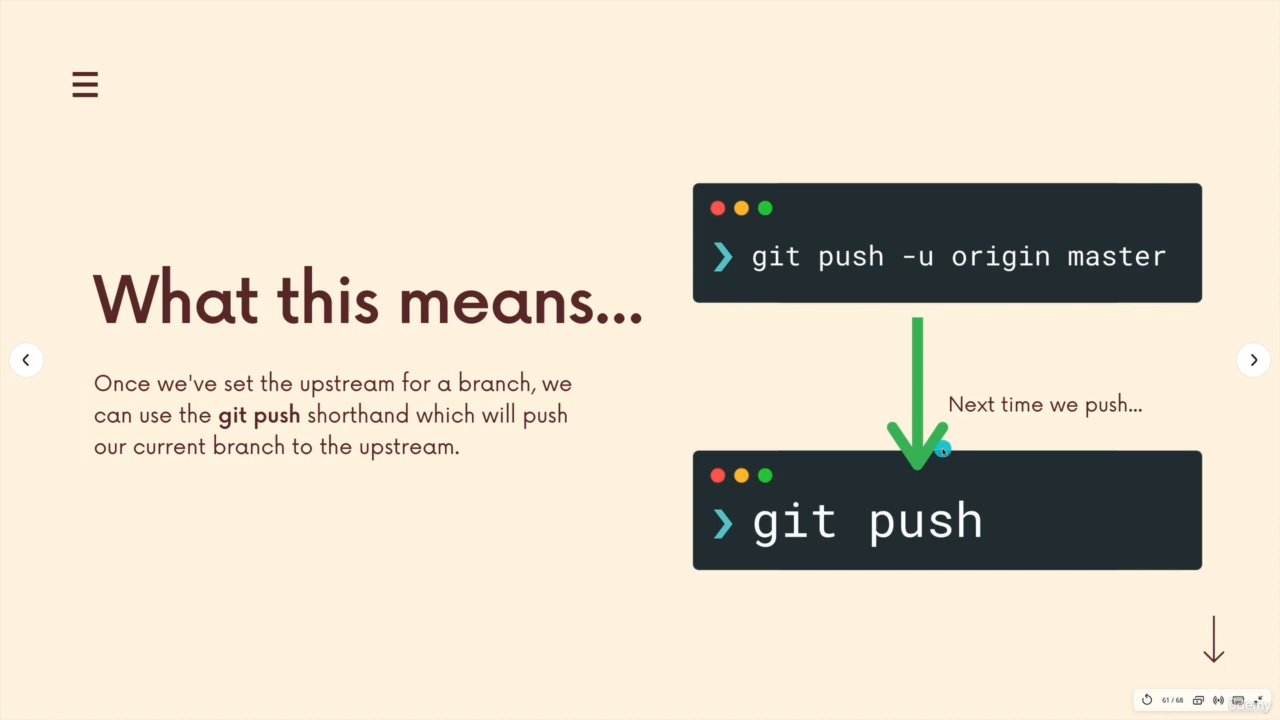 What this means...
Once we've set the upstream for a branch, we
can use the git push shorthand which will push
our current branch to the upstream.
❯ git push -u origin master
Next time we push...
❯ git push
61 / 68
udemy